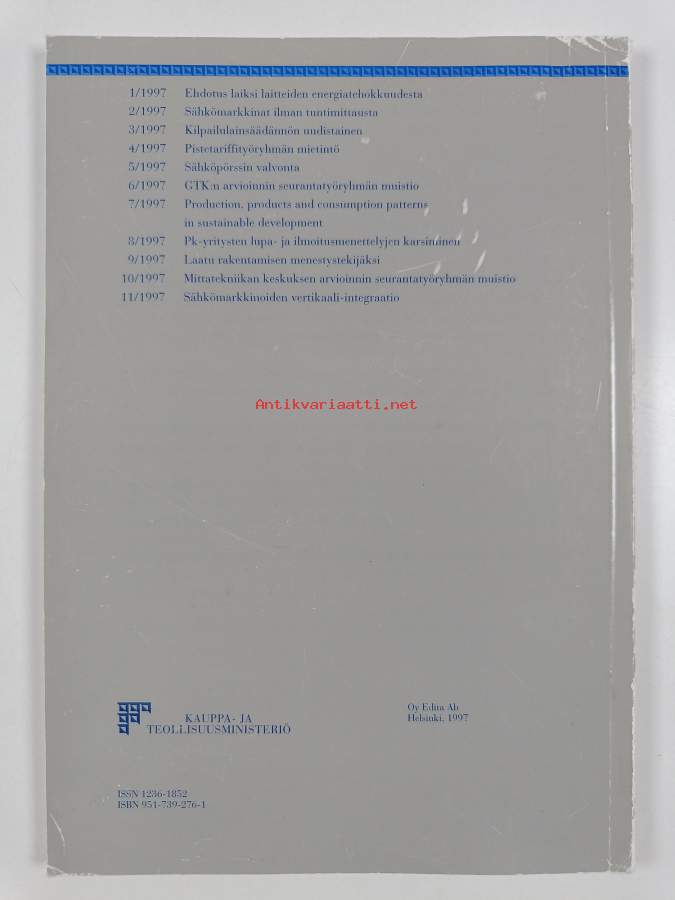 1/1997 Ehdotus laiksi laitteiden energiatehokkuudesta
2/1997 Sähkömarkkinat ilman tuntimittausta
3/1997 Kilpailulainsäädännön uudistainen
4/1997 Pistetariffityöryhmän mietintö
5/1997 Sähköpörssin valvonta
6/1997 GTK:n arvioinnin seurantatyöryhmän muistio
7/1997 Production, products and consumption patterns
in sustainable development
8/1997 Pk-yritysten lupa- ja ilmoitusmenettelyjen karsiminen
9/1997 Laatu rakentamisen menestystekijäksi
10/1997 Mittatekniikan keskuksen arvioinnin seurantatyöryhmän muistio
11/1997 Sähkömarkkinoiden vertikaali-integraatio
Antikvariaatti.net
KAUPPA- JA
TEOLLISUUSMINISTERIÖ
Oy Edita Ab
Helsinki, 1997
ISSN 1236-1852
ISBN 951-739-276-1